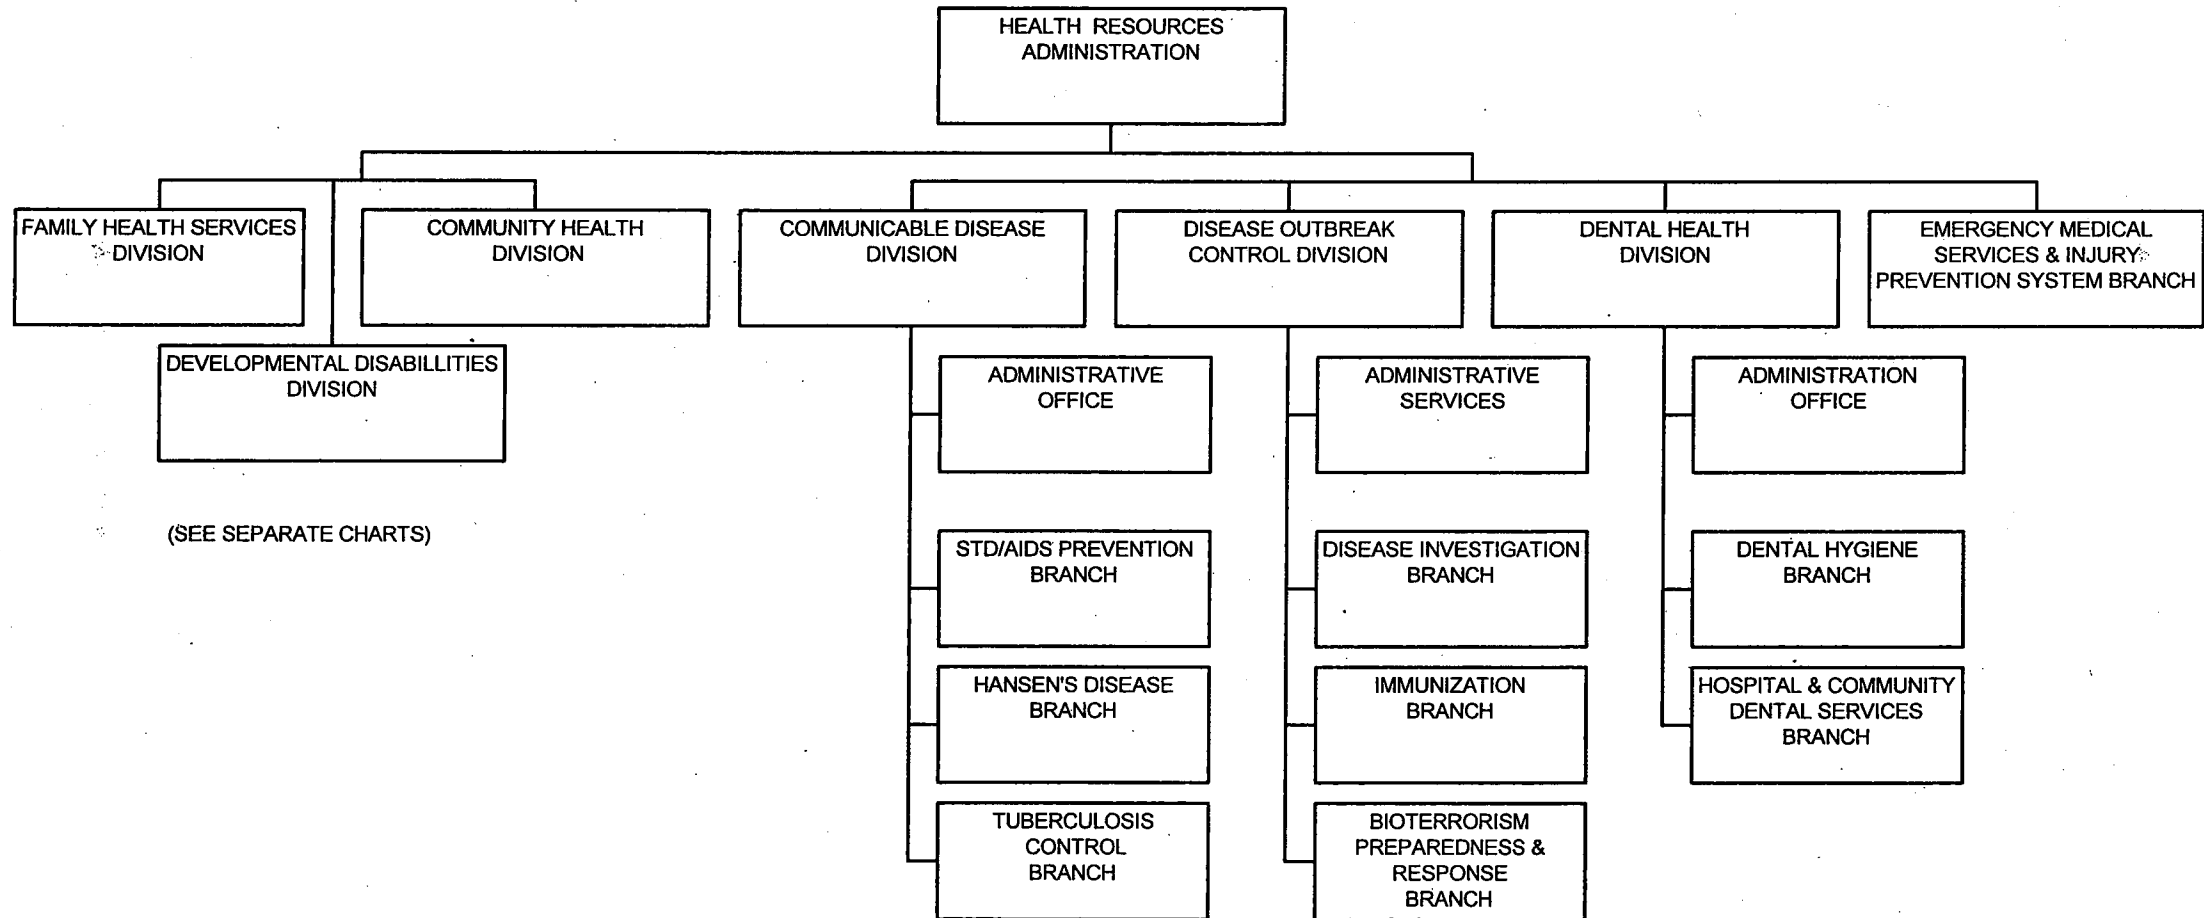 HEALTH RESOURCES
ADMINISTRATION
FAMILY HEALTH SERVICES
DIVISION
COMMUNITY HEALTH
DIVISION
COMMUNICABLE DISEASE
DIVISION
DISEASE OUTBREAK
CONTROL DIVISION
DENTAL HEALTH
DIVISION
EMERGENCY MEDICAL
SERVICES & INJURY
PREVENTION SYSTEM BRANCH
DEVELOPMENTAL DISABILLITIES
DIVISION
(SEE SEPARATE CHARTS)
ADMINISTRATIVE
OFFICE
STD/AIDS PREVENTION
BRANCH
HANSEN'S DISEASE
BRANCH
TUBERCULOSIS
CONTROL
BRANCH
ADMINISTRATIVE
SERVICES
DISEASE INVESTIGATION
BRANCH
IMMUNIZATION
BRANCH
BIOTERRORISM
PREPAREDNESS &
RESPONSE
BRANCH
ADMINISTRATION
OFFICE
DENTAL HYGIENE
BRANCH
HOSPITAL & COMMUNITY
DENTAL SERVICES
BRANCH